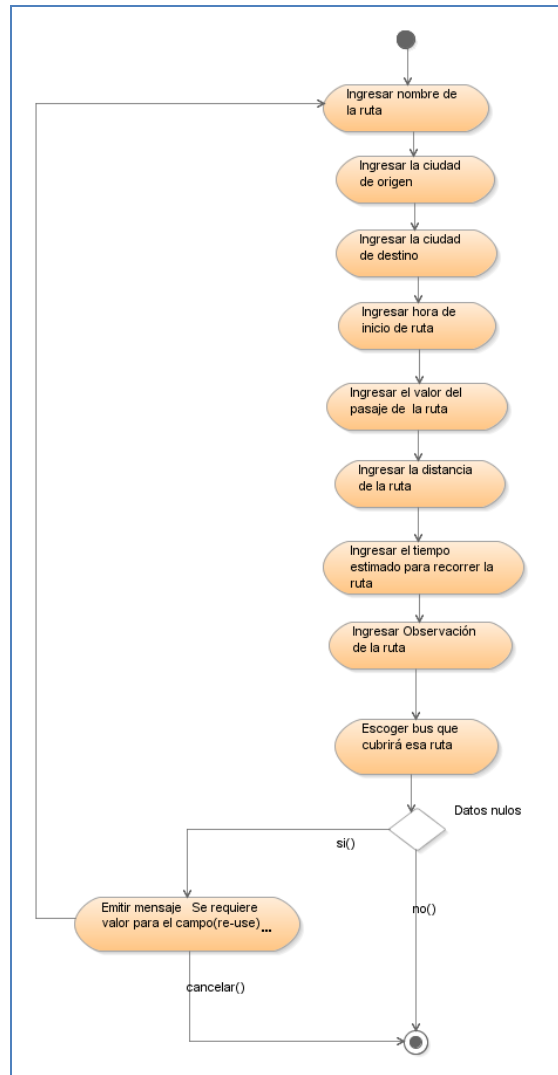 Ingresar nombre de
la ruta
Ingresar la ciudad
de origen
Ingresar la ciudad
de destino
Ingresar hora de
inicio de ruta
Ingresar el valor del
pasaje de la ruta
Ingresar la distancia
de la ruta
Ingresar el tiempo
estimado para recorrer la
ruta
Ingresar Observación
de la ruta
Escoger bus que
cubrirá esa ruta
Datos nulos
si()
Emitir mensaje Se requiere
valor para el campo(re-use)...
no()
cancelar()